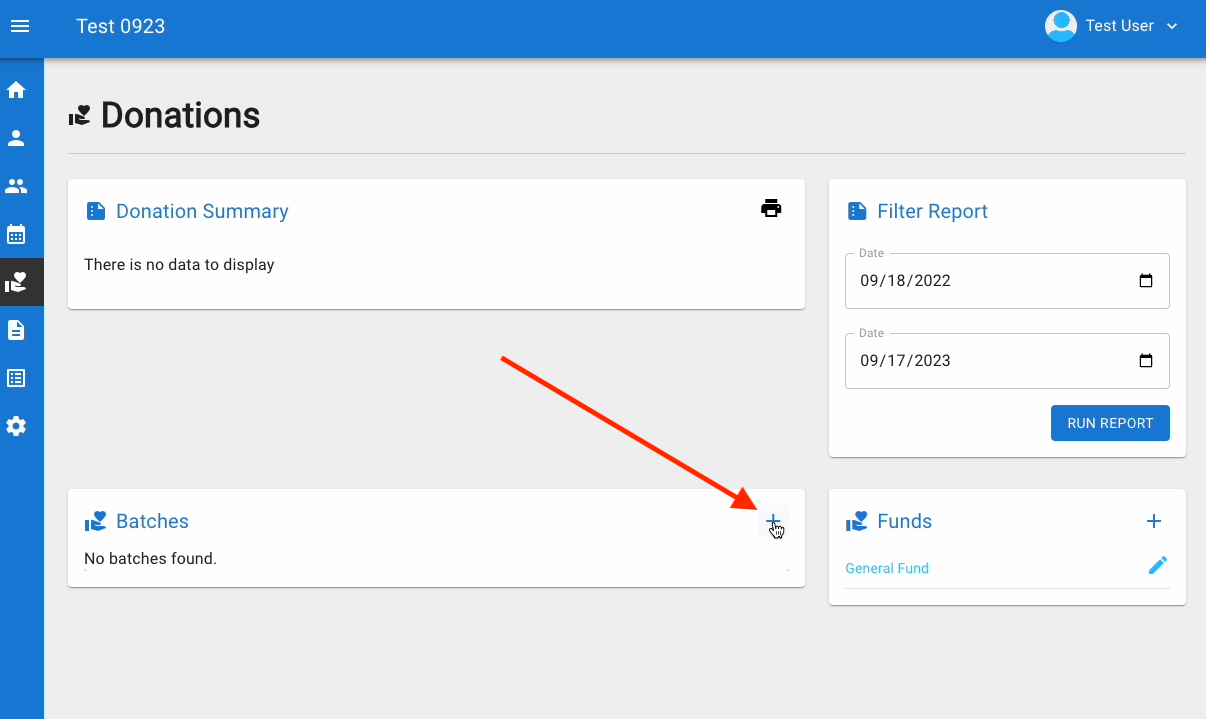 Test 0923
Test User
Donations
Donation Summary
There is no data to display
Filter Report
Date
09/18/2022
Date
09/17/2023
RUN REPORT
Batches
No batches found.
Funds
General Fund